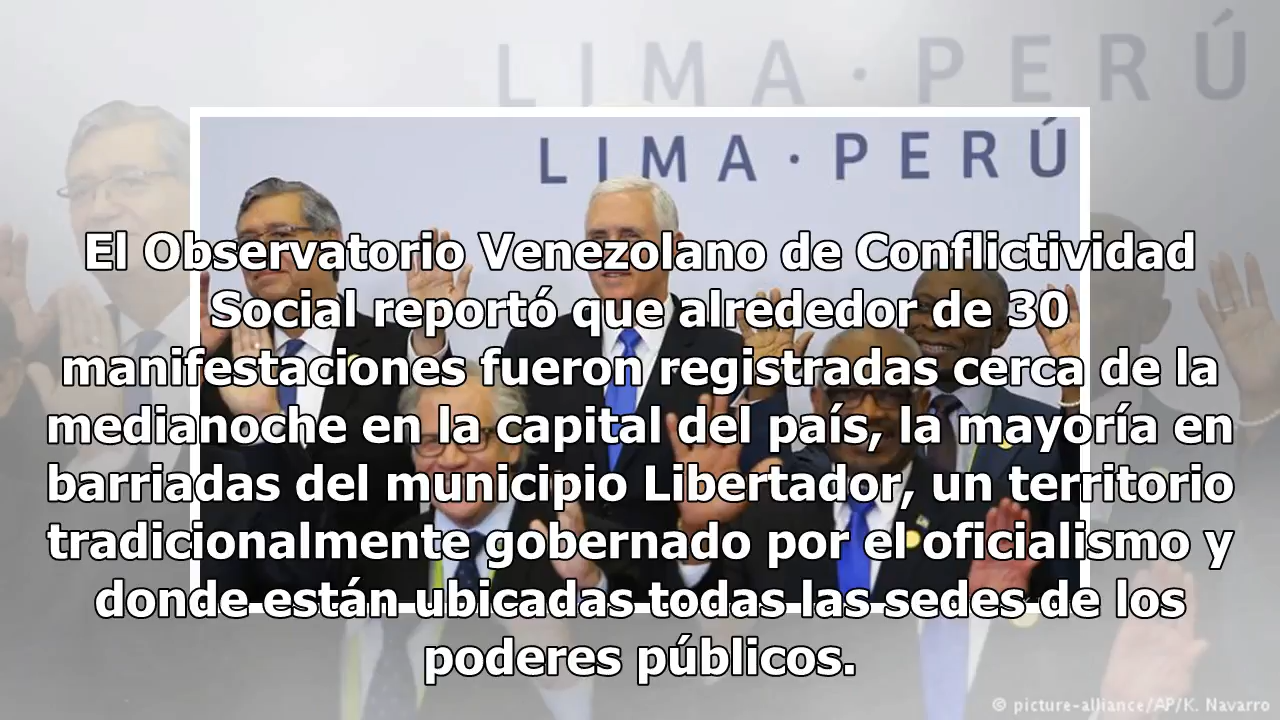 LIMA·PERÚ
LIMA·PERÚ
El Observatorio Venezolano de Conflictividad
Social reportó que alrededor de 30
manifestaciones fueron registradas cerca de la
medianoche en la capital del país, la mayoría en
barriadas del municipio Libertador, un territorio
tradicionalmente gobernado por el oficialismo y
donde están ubicadas todas las sedes de los
poderes públicos.
© picture-alliance/AP/K. Navarro